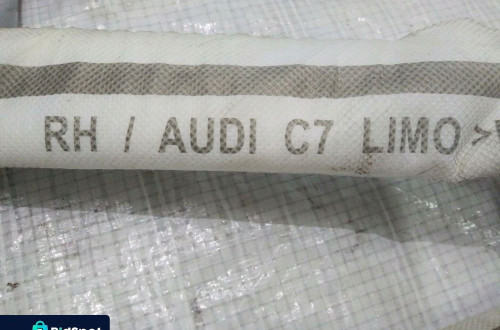 RH / AUDI C7 LIMO >